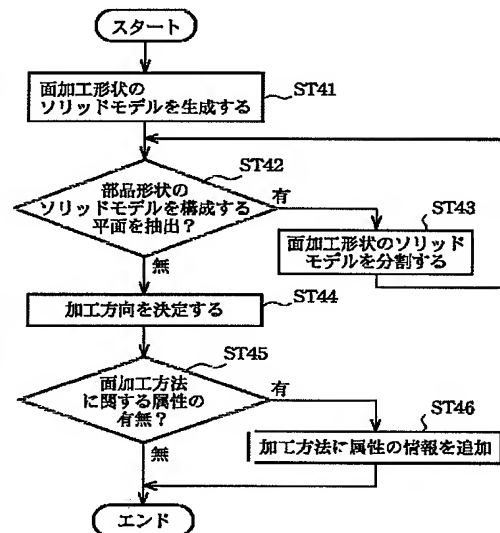 スタート
面加工形状の
ソリッドモデルを生成する
ST41
ST42
部品形状の
ソリッドモデルを構成する
平面を抽出？
有
ST43
面加工形状のソリッド
モデルを分割する
無
ST44
加工方向を決定する
ST45
面加工方法
に関する属性の
有無？
有
ST46
加工方法に属性の情報を追加
無
エンド